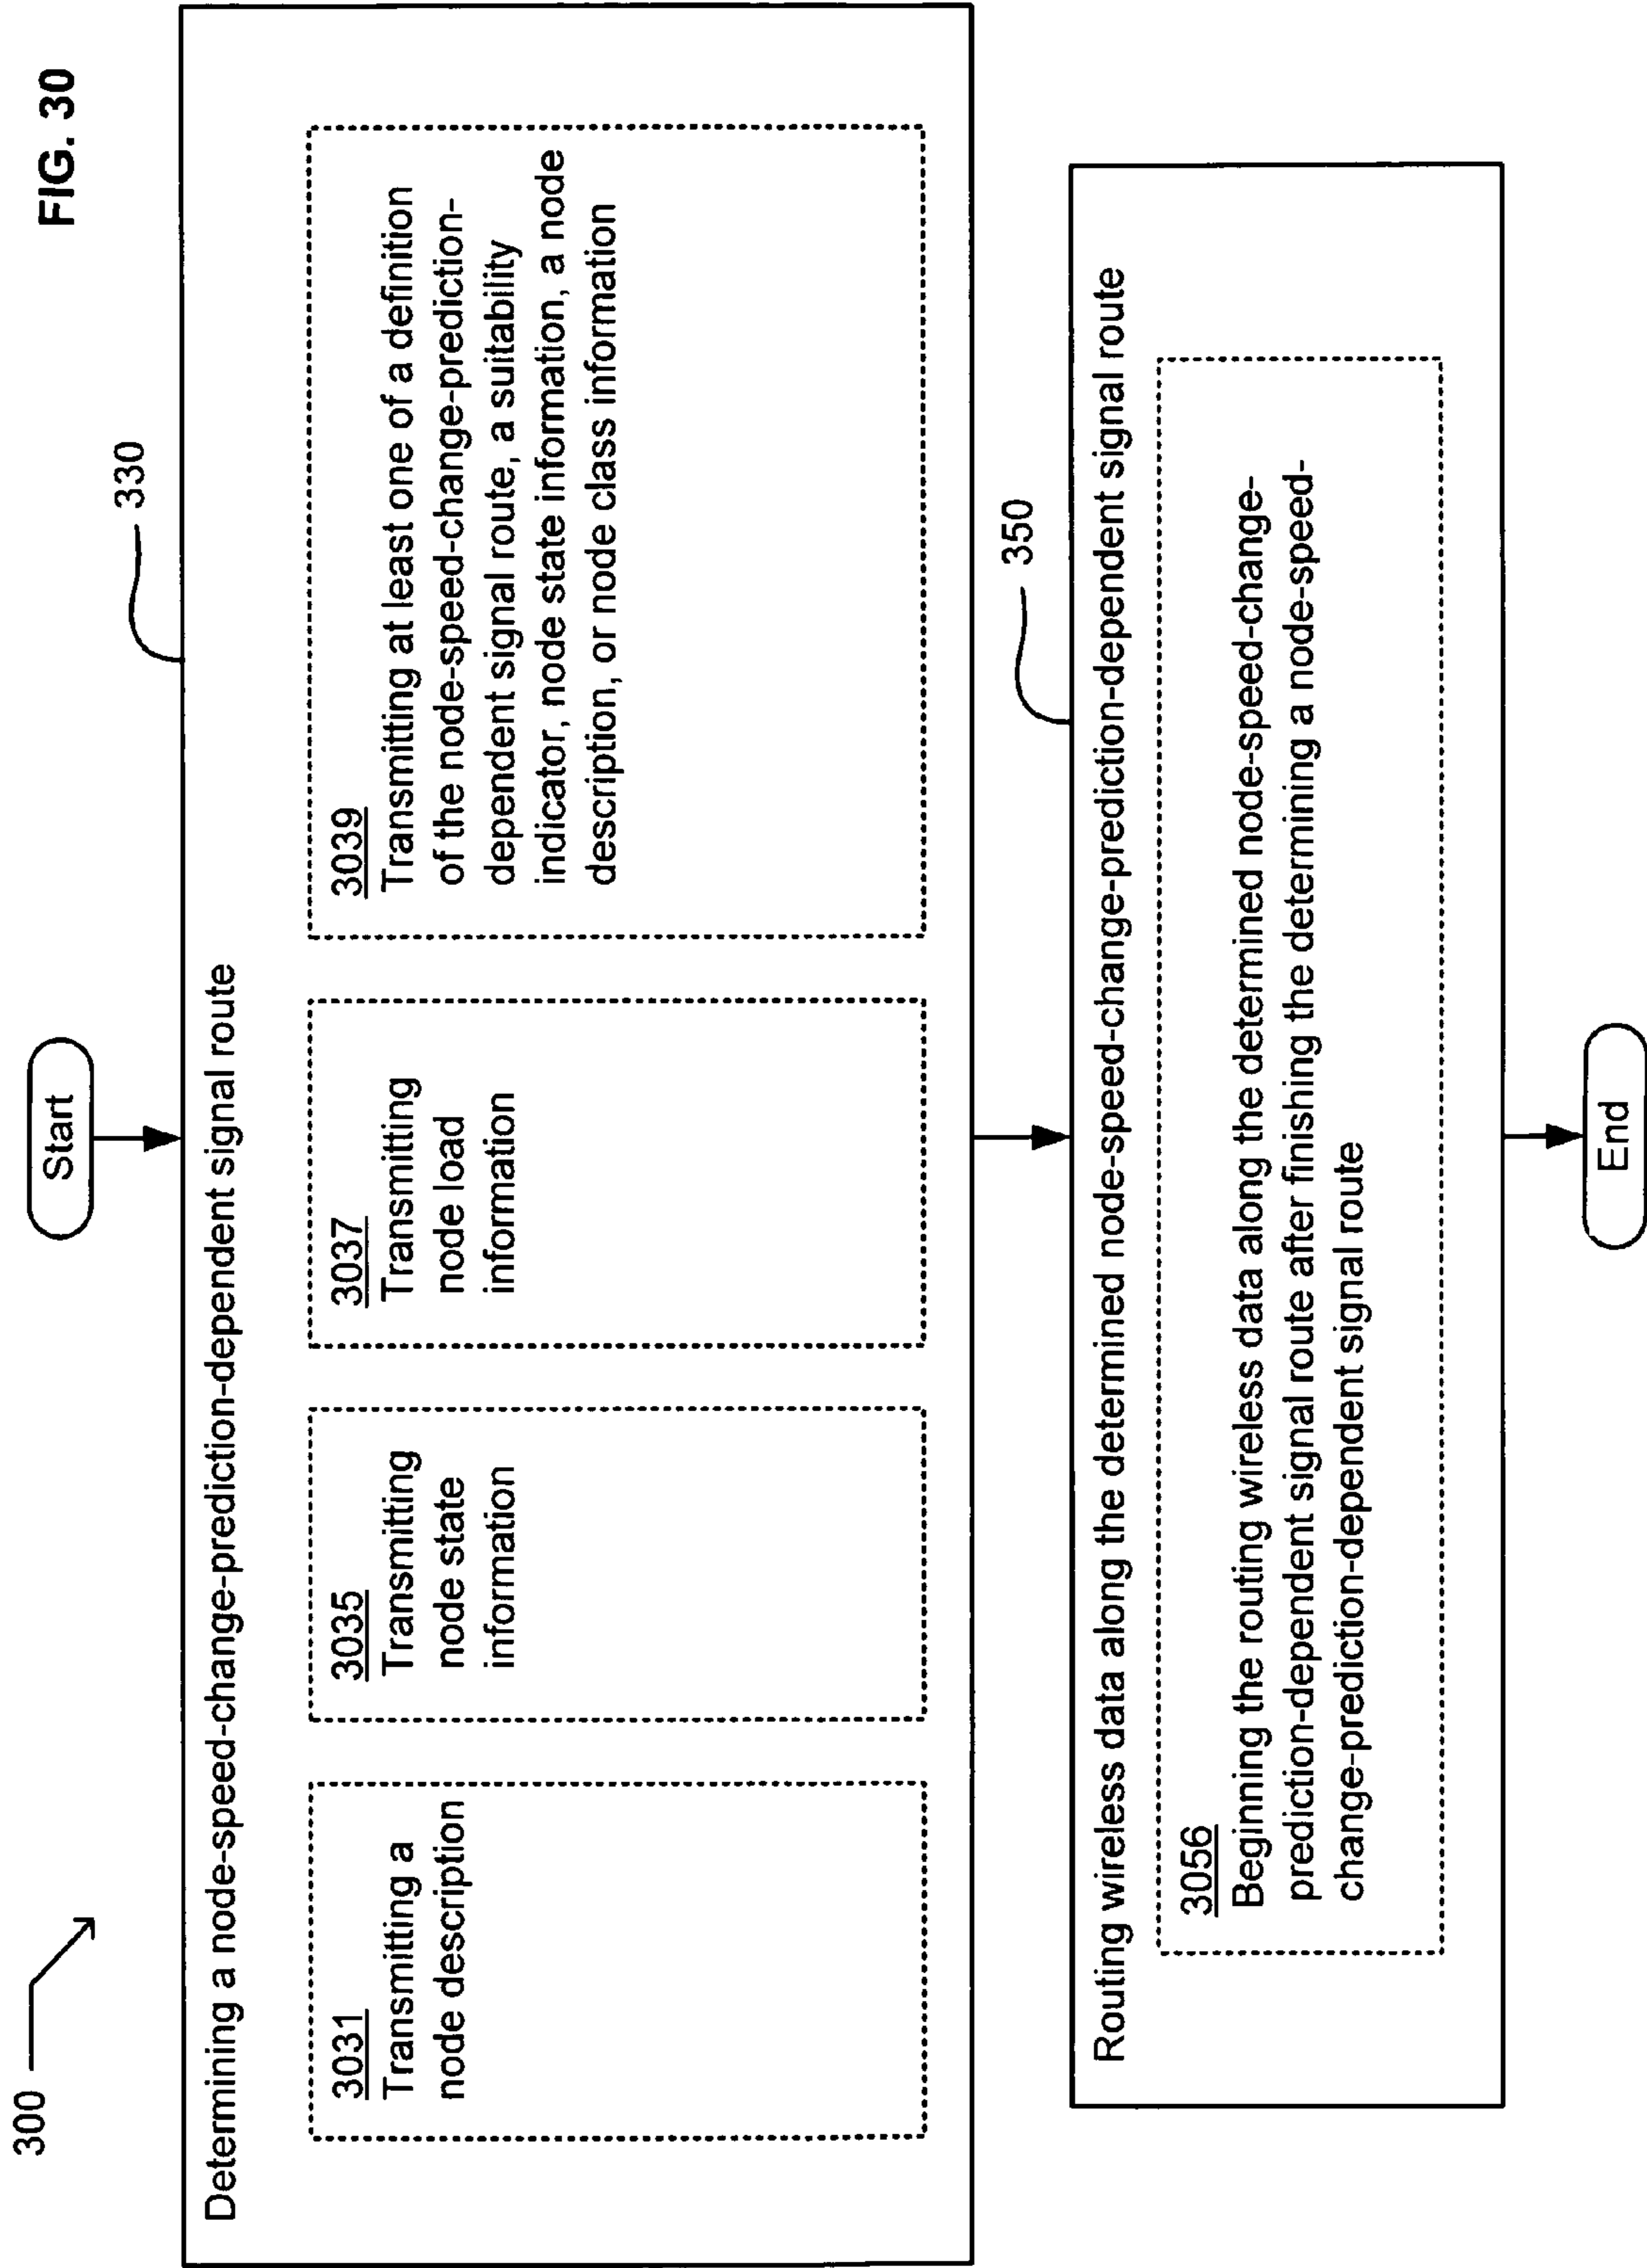 FIG. 30
300
Start
330
Determining a node-speed-change-prediction-dependent signal route
3031
Transmitting a
node description
3035
Transmitting
node state
information
3037
Transmitting
node load
information
3039
Transmitting at least one of a definition
of the node-speed-change-prediction-
dependent signal route, a suitability
indicator, node state information, a node
description, or node class information
350
Routing wireless data along the determined node-speed-change-prediction-dependent signal route
3056
Beginning the routing wireless data along the determined node-speed-change-
prediction-dependent signal route after finishing the determining a node-speed-
change-prediction-dependent signal route
End